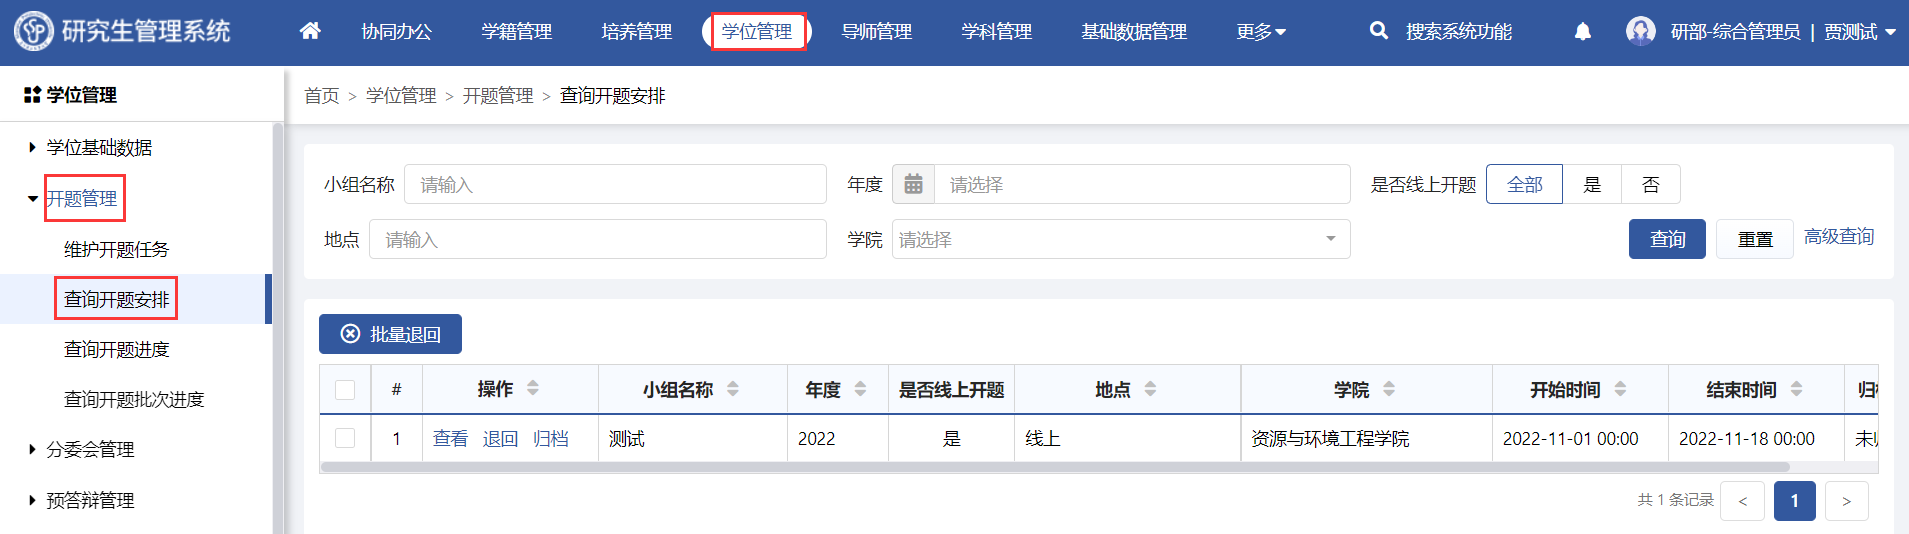 研究生管理系统 协同办公 学籍管理 培养管理 学位管理 导师管理 学科管理 基础数据管理 更多 搜索系统功能 研部-综合管理员 | 贾测试
学位管理
首页 > 学位管理 > 开题管理 > 查询开题安排
学位基础数据
开题管理
维护开题任务
查询开题安排
查询开题进度
查询开题批次进度
分委会管理
预答辩管理
小组名称 请输入 年度 请选择 是否线上开题 全部 是 否
地点 请输入 学院 请选择 查询 重置 高级查询
批量退回
# 操作 小组名称 年度 是否线上开题 地点 学院 开始时间 结束时间
1 查看 退回 归档 测试 2022 是 线上 资源与环境工程学院 2022-11-01 00:00 2022-11-18 00:00 未
共 1 条记录 < 1 >